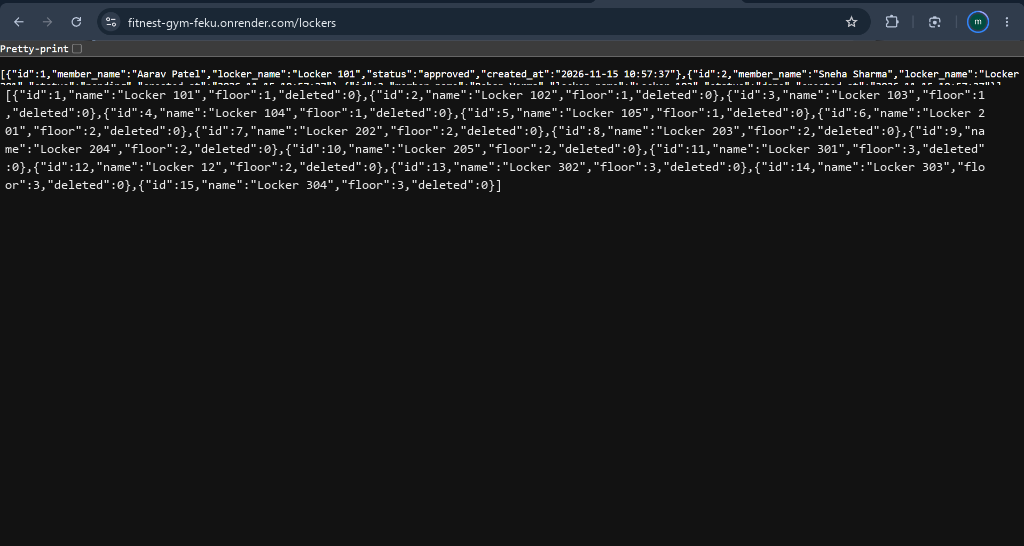 fitnest-gym-feku.onrender.com/lockers
m
Pretty-print
[{"id":1,"member_name":"Aarav Patel","locker_name":"Locker 101","status":"approved","created_at":"2026-11-15 10:57:37"},{"id":2,"member_name":"Sneha Sharma","locker_name":"Locker
[{"id":1,"name":"Locker 101","floor":1,"deleted":0},{"id":2,"name":"Locker 102","floor":1,"deleted":0},{"id":3,"name":"Locker 103","floor":1
,"deleted":0},{"id":4,"name":"Locker 104","floor":1,"deleted":0},{"id":5,"name":"Locker 105","floor":1,"deleted":0},{"id":6,"name":"Locker 2
01","floor":2,"deleted":0},{"id":7,"name":"Locker 202","floor":2,"deleted":0},{"id":8,"name":"Locker 203","floor":2,"deleted":0},{"id":9,"na
me":"Locker 204","floor":2,"deleted":0},{"id":10,"name":"Locker 205","floor":2,"deleted":0},{"id":11,"name":"Locker 301","floor":3,"deleted"
:0},{"id":12,"name":"Locker 12","floor":2,"deleted":0},{"id":13,"name":"Locker 302","floor":3,"deleted":0},{"id":14,"name":"Locker 303","flo
or":3,"deleted":0},{"id":15,"name":"Locker 304","floor":3,"deleted":0}]